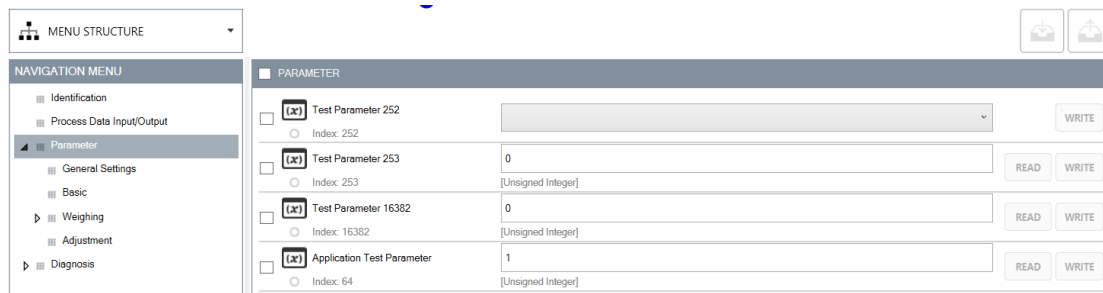 MENU STRUCTURE
NAVIGATION MENU
Identification
Process Data Input/Output
Parameter
General Settings
Basic
Weighing
Adjustment
Diagnosis
PARAMETER
(x) Test Parameter 252
Index: 252
WRITE
(x) Test Parameter 253
0
READ WRITE
Index: 253
[Unsigned Integer]
(x) Test Parameter 16382
0
READ WRITE
Index: 16382
[Unsigned Integer]
(x) Application Test Parameter
1
READ WRITE
Index: 64
[Unsigned Integer]